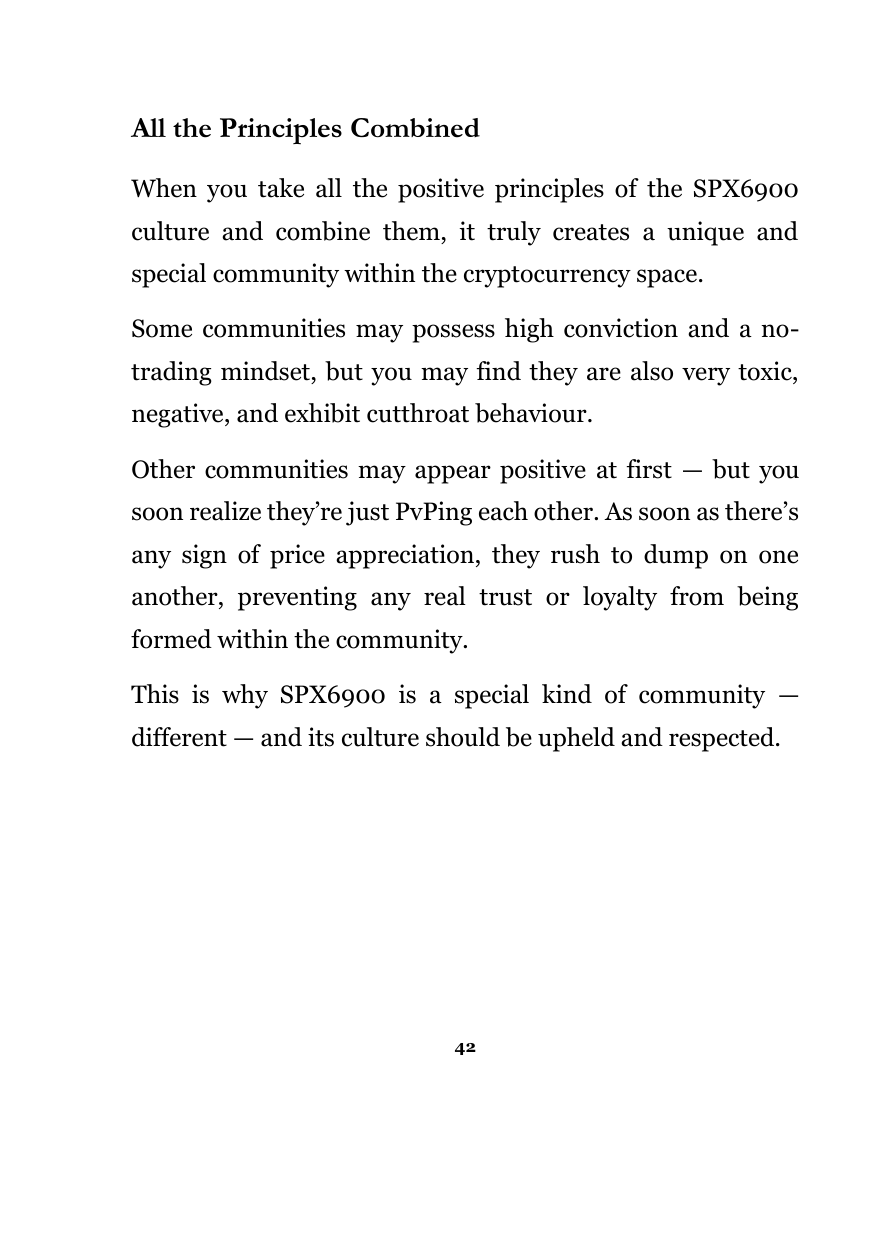 All the Principles Combined
When you take all the positive principles of the SPX6900
culture and combine them, it truly creates a unique and
special community within the cryptocurrency space.
Some communities may possess high conviction and a no-
trading mindset, but you may find they are also very toxic,
negative, and exhibit cutthroat behaviour.
Other communities may appear positive at first — but you
soon realize they’re just PvPing each other. As soon as there’s
any sign of price appreciation, they rush to dump on one
another, preventing any real trust or loyalty from being
formed within the community.
This is why SPX6900 is a special kind of community —
different — and its culture should be upheld and respected.
42